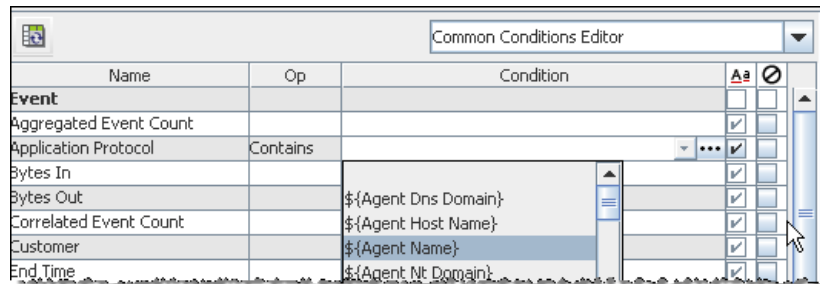 Common Conditions Editor
Name Op Condition Aa
Event
Aggregated Event Count
Application Protocol Contains
Bytes In
Bytes Out ${Agent Dns Domain}
Correlated Event Count ${Agent Host Name}
Customer ${Agent Name}
End Time ${Agent Nt Domain}